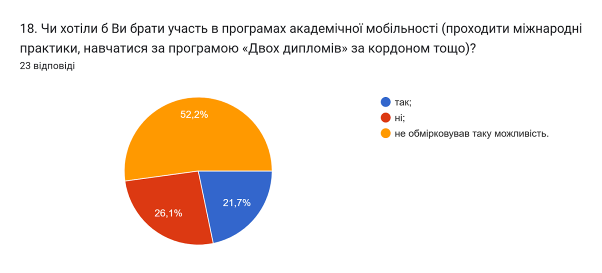 18. Чи хотіли б Ви брати участь в програмах академічної мобільності (проходити міжнародні
практики, навчатися за програмою «Двох дипломів» за кордоном тощо)?
23 відповіді
52,2%
26,1%
21,7%
так;
ні;
не обмірковував таку можливість.